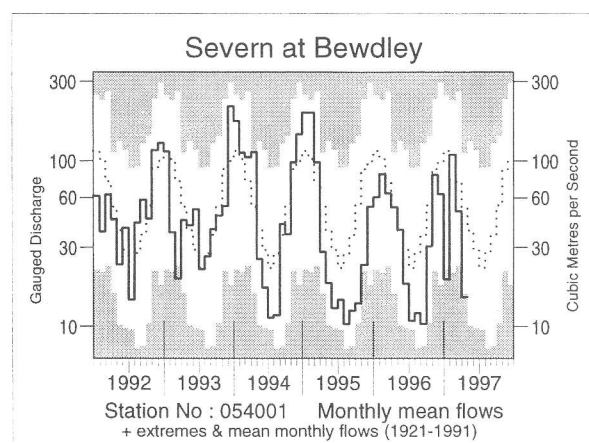 Severn at Bewdley
300 300
100 100
60 60
30 30
10 10
Gauged Discharge
Cubic Metres per Second
1992 1993 1994 1995 1996 1997
Station No : 054001 Monthly mean flows
+ extremes & mean monthly flows (1921-1991)